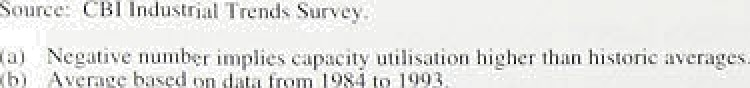 Source: CBI Industrial Trends Survey.
(a) Negative number implies capacity utilisation higher than historic averages.
(b) Average based on data from 1984 to 1993.